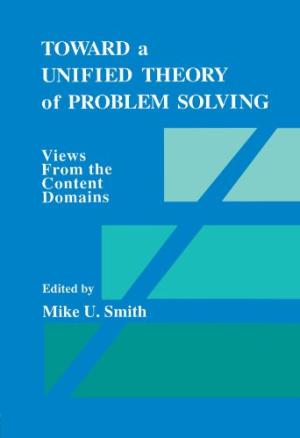 TOWARD a
UNIFIED THEORY
of PROBLEM SOLVING
Views
From the
Content
Domains
Edited by
Mike U. Smith